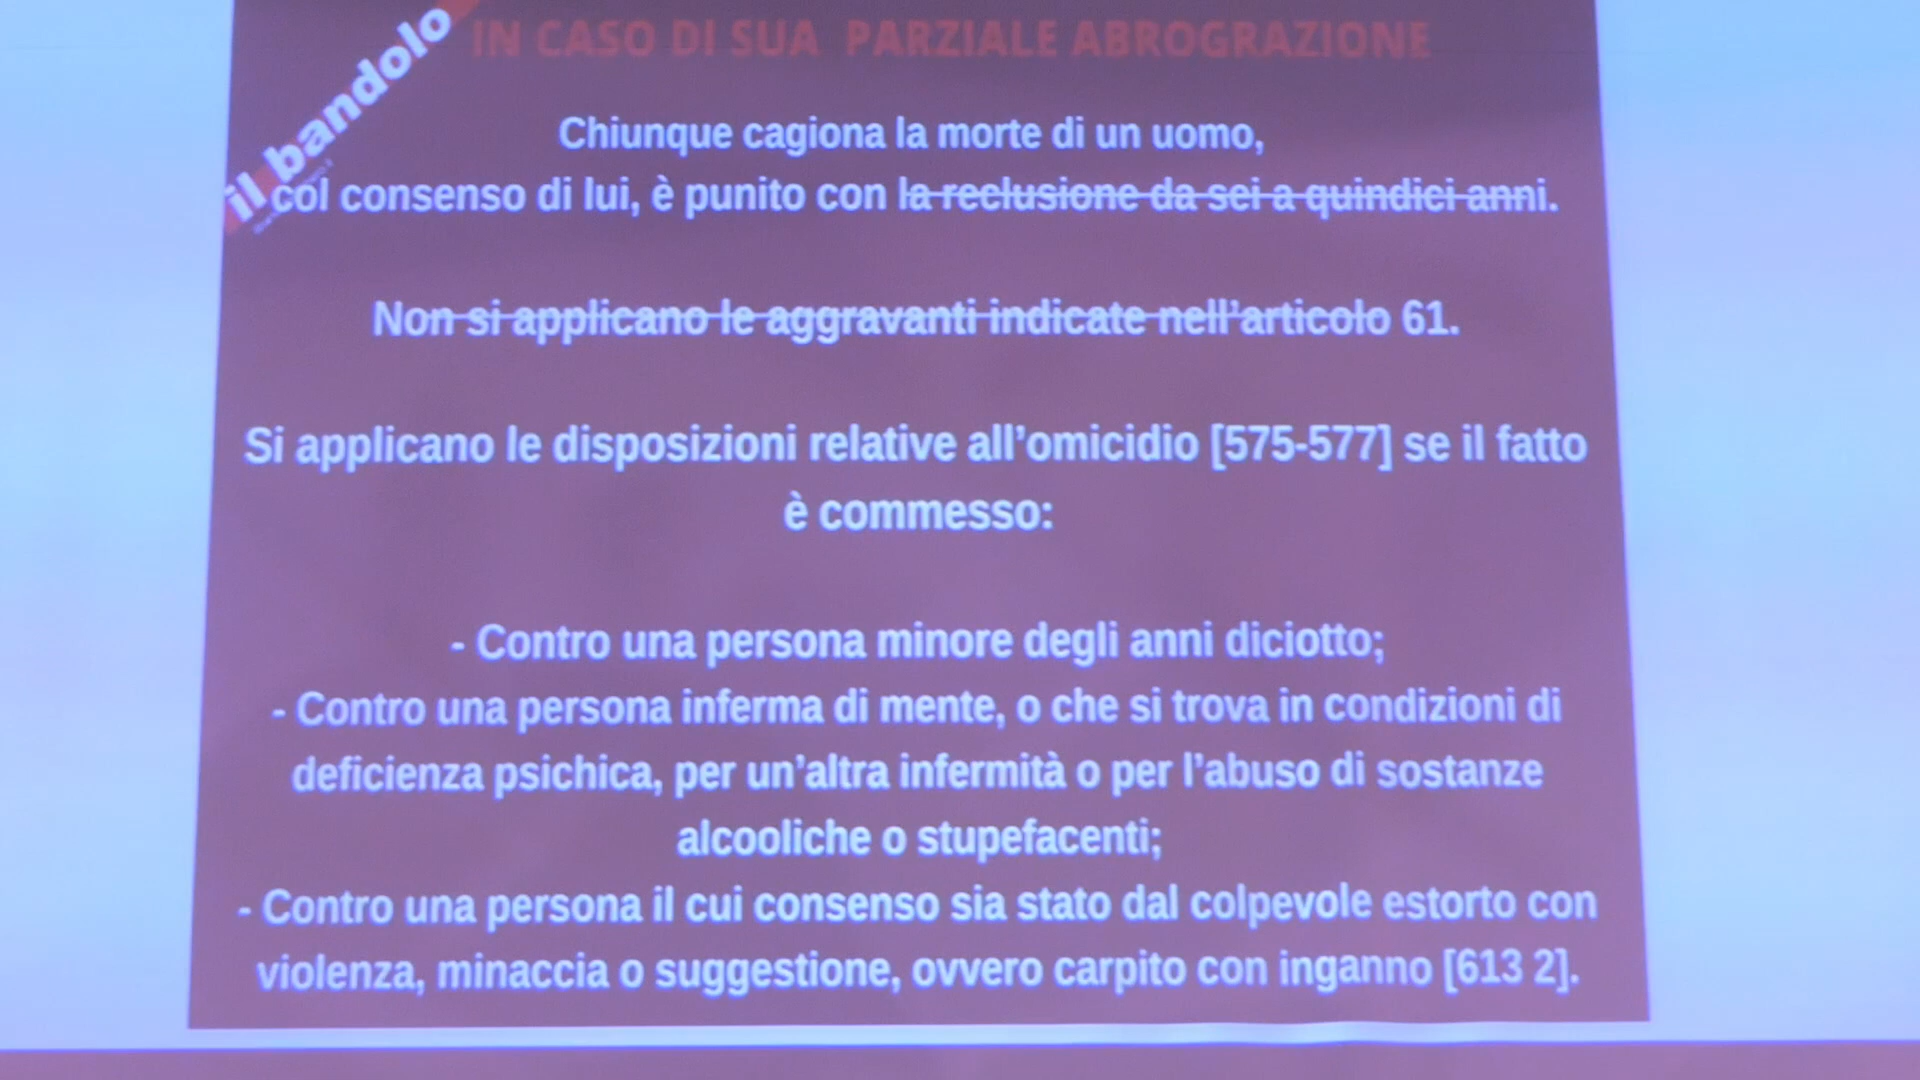 IN CASO DI SUA PARZIALE ABROGRAZIONE
il bandolo
Chiunque cagiona la morte di un uomo,
col consenso di lui, è punito con la reclusione da sei a quindici anni.
Non si applicano le aggravanti indicate nell'articolo 61.
Si applicano le disposizioni relative all'omicidio [575-577] se il fatto
è commesso:
- Contro una persona minore degli anni diciotto;
- Contro una persona inferma di mente, o che si trova in condizioni di
deficienza psichica, per un'altra infermità o per l'abuso di sostanze
alcooliche o stupefacenti;
- Contro una persona il cui consenso sia stato dal colpevole estorto con
violenza, minaccia o suggestione, ovvero carpito con inganno [613 2].